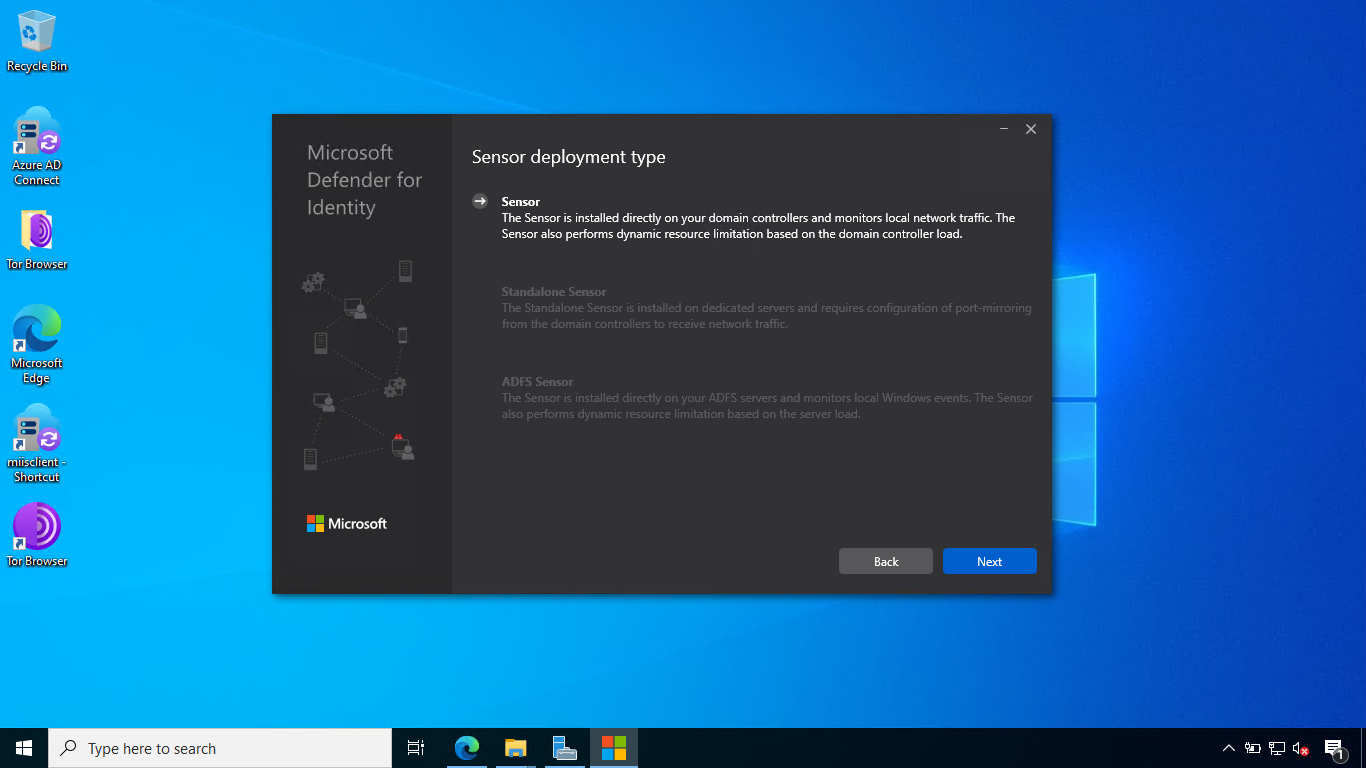 Recycle Bin
Azure AD
Connect
Tor Browser
Microsoft
Edge
miisclient -
Shortcut
Tor Browser
Microsoft
Defender for
Identity
Microsoft
Sensor deployment type
Sensor
The Sensor is installed directly on your domain controllers and monitors local network traffic. The
Sensor also performs dynamic resource limitation based on the domain controller load.
Standalone Sensor
The Standalone Sensor is installed on dedicated servers and requires configuration of port-mirroring
from the domain controllers to receive network traffic.
ADFS Sensor
The Sensor is installed directly on your ADFS servers and monitors local Windows events. The Sensor
also performs dynamic resource limitation based on the server load.
Back
Next
Type here to search
1